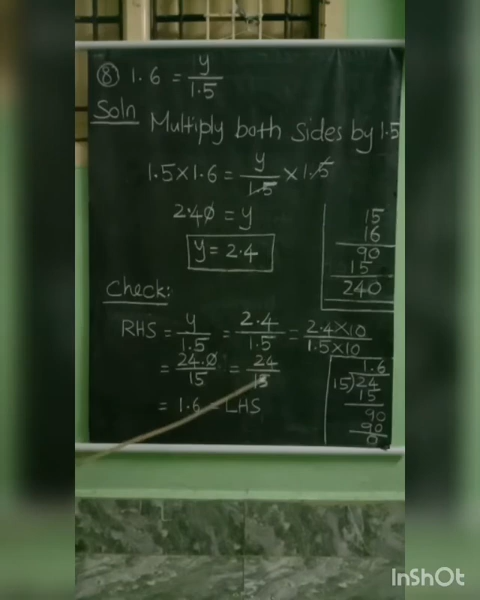 ⑧ 1.6 = y/1.5
Soln Multiply both sides by 1.5
1.5×1.6 = y/1.5 × 1.5
2.40 = y
y = 2.4
15
16
90
15
240
Check:
RHS = y/1.5 = 2.4/1.5 = 2.4×10/1.5×10
= 24.0/15 = 24/15
= 1.6 = LHS
1.6
15)24
15
90
90
0
InShOt